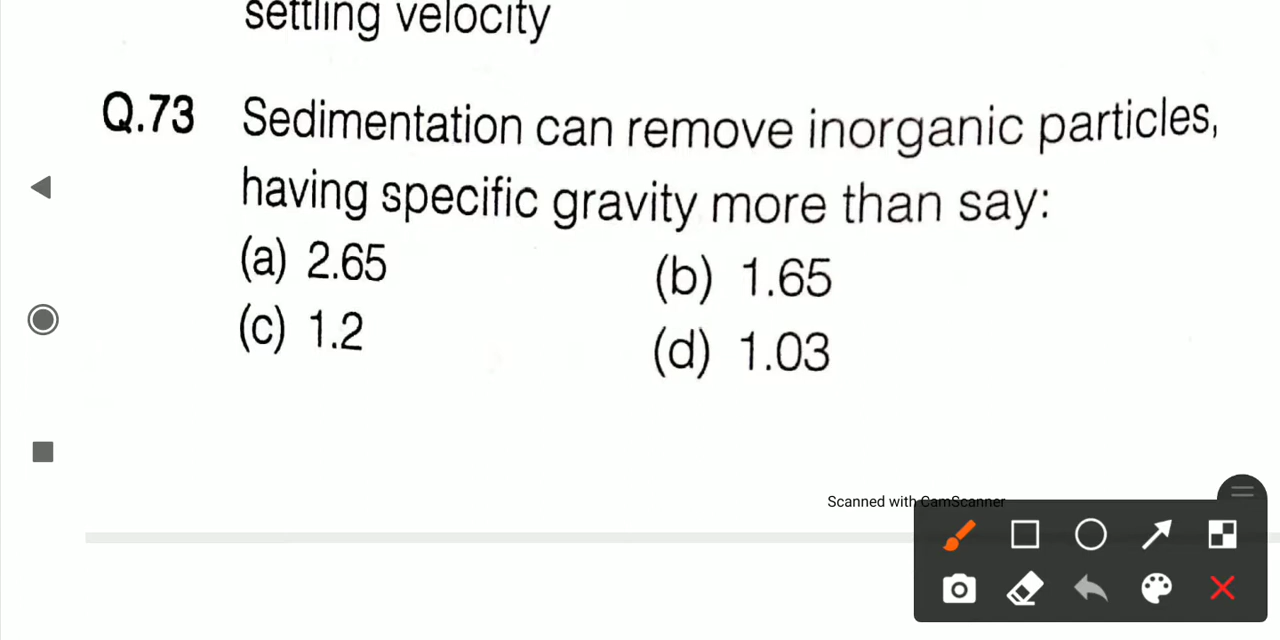 settling velocity
Q.73 Sedimentation can remove inorganic particles,
having specific gravity more than say:
(a) 2.65 (b) 1.65
(c) 1.2 (d) 1.03
Scanned with CamScanner